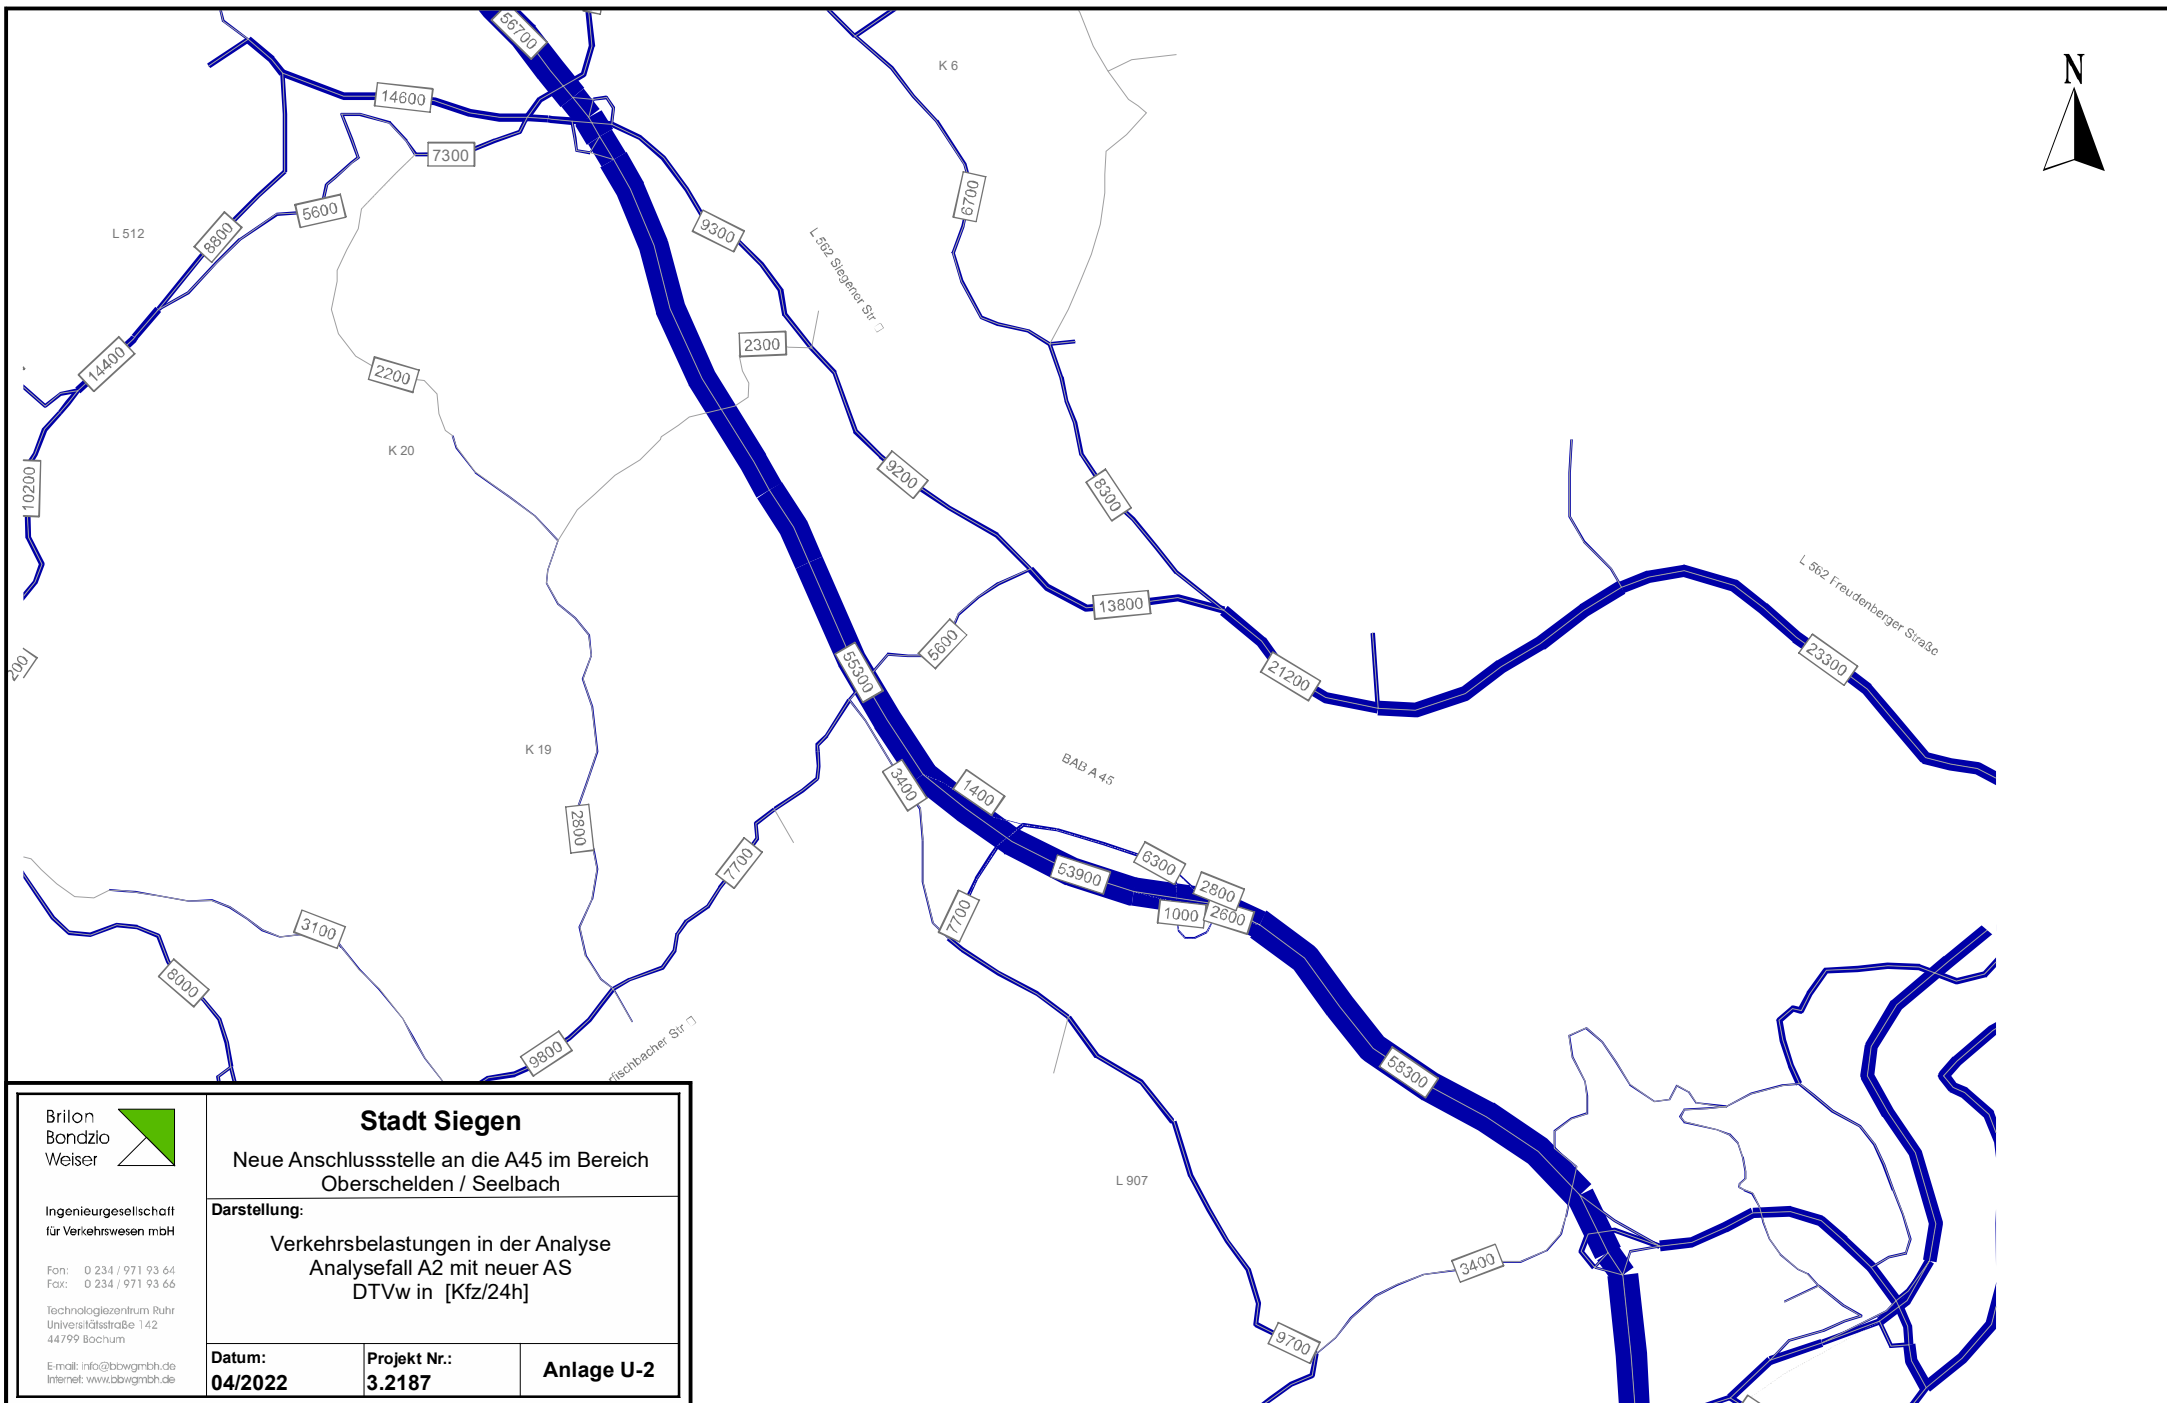 56700
K 6
N
14600
7300
6700
5600
L 512
8800
9300
L 562 Siegener Str
2300
14400
2200
K 20
9200
10200
8300
L 562 Freudenberger Straße
13800
5600
200
55300
21200
23300
K 19
BAB A 45
3400
1400
2800
7700
6300
53900
2800
1000
2600
7700
3100
8000
9800
rfischbacher Str
58300
L 907
3400
9700
Brilon
Bondzio
Weiser
Ingenieurgesellschaft
für Verkehrswesen mbH
Fon: 0 234 / 971 93 64
Fax: 0 234 / 971 93 66
Technologiezentrum Ruhr
Universitätsstraße 142
44799 Bochum
E-mail: info@bbwgmbh.de
Internet: www.bbwgmbh.de
Stadt Siegen
Neue Anschlussstelle an die A45 im Bereich
Oberschelden / Seelbach
Darstellung:
Verkehrsbelastungen in der Analyse
Analysefall A2 mit neuer AS
DTVw in [Kfz/24h]
Datum:
04/2022
Projekt Nr.:
3.2187
Anlage U-2